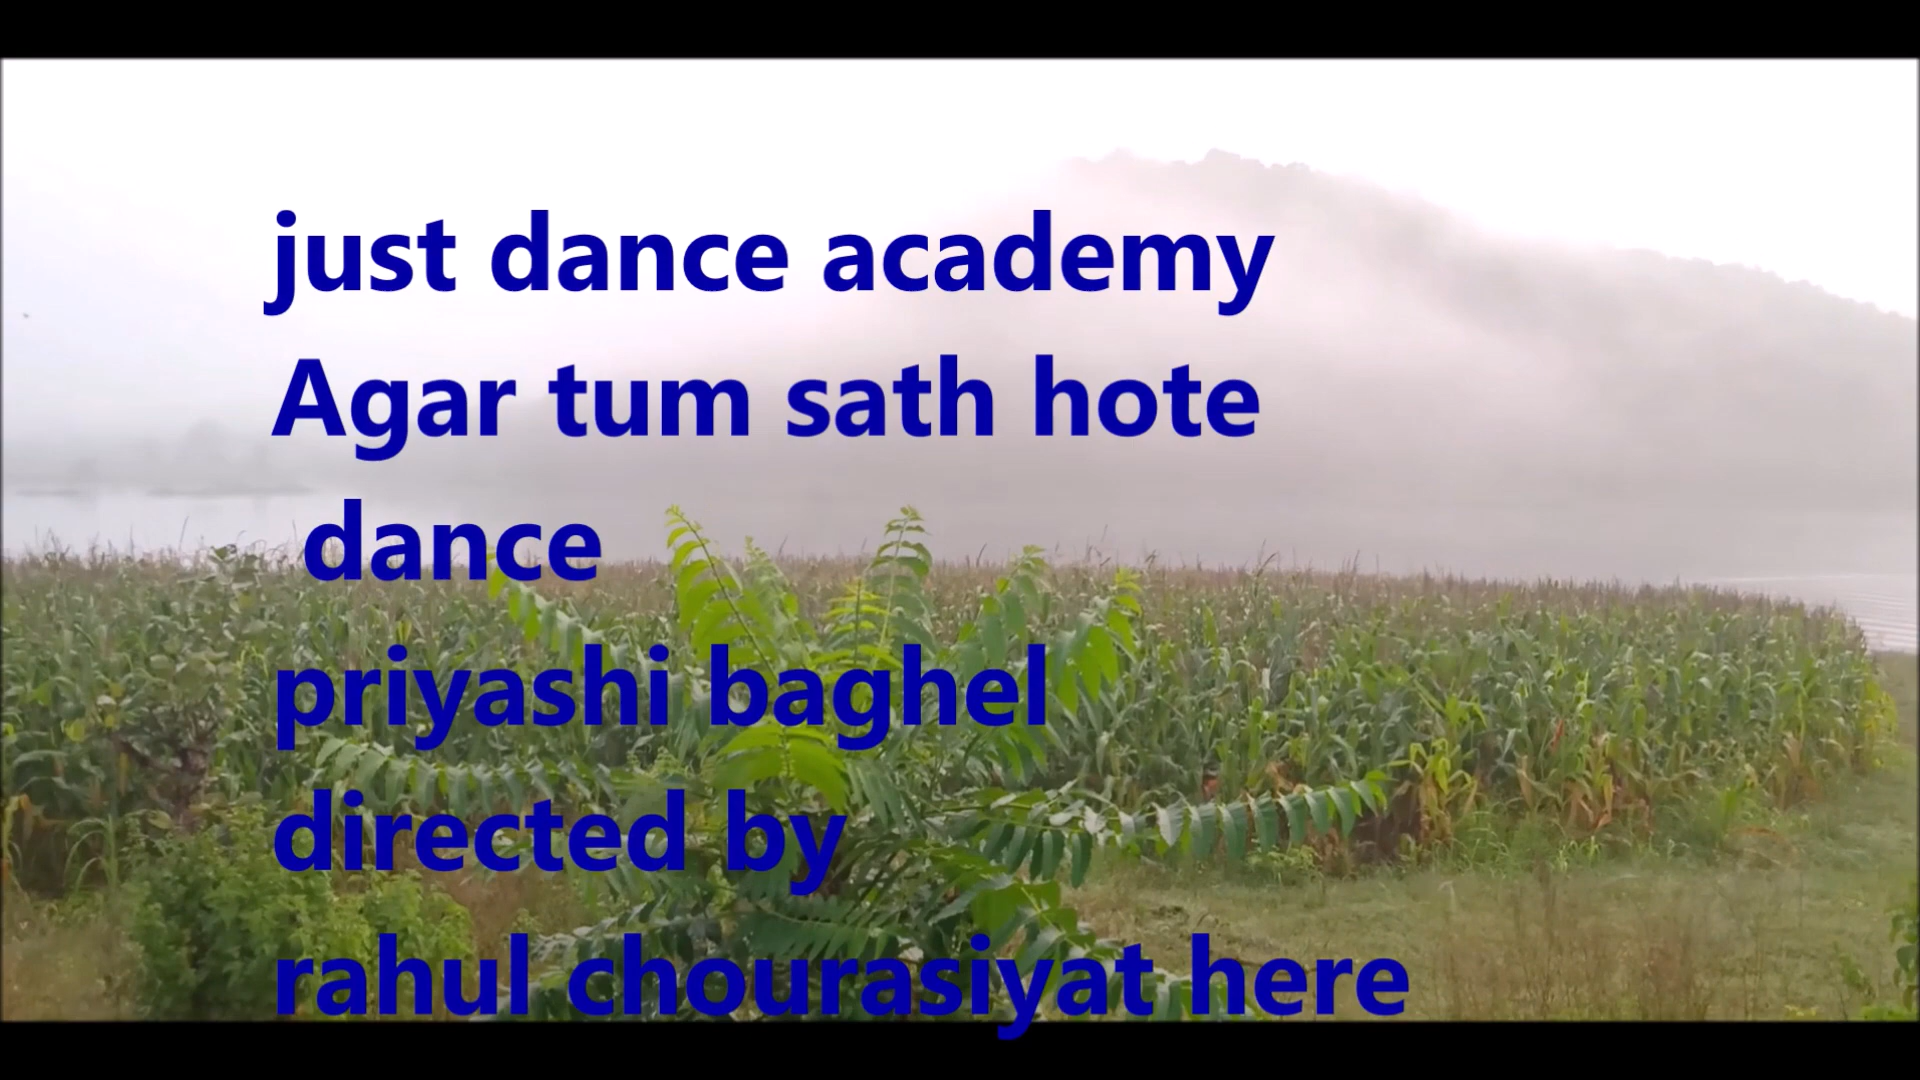 just dance academy
Agar tum sath hote
dance
priyashi baghel
directed by
rahul chourasiyat here